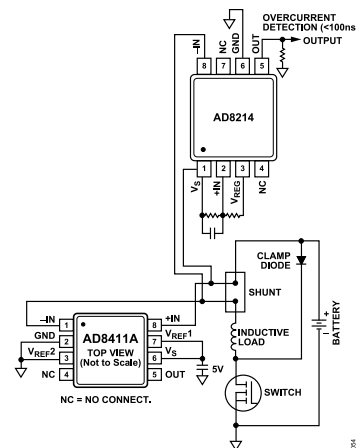 OVERCURRENT
DETECTION (<100ns
OUTPUT
–IN
NC
GND
OUT
8
7
6
5
AD8214
1
2
3
4
VS
+IN
VREG
NC
CLAMP
DIODE
SHUNT
BATTERY
INDUCTIVE
LOAD
SWITCH
–IN
1
8
+IN
GND
2
AD8411A
7
VREF1
VREF2
3
TOP VIEW
(Not to Scale)
6
VS
NC
4
5
OUT
5V
NC = NO CONNECT.